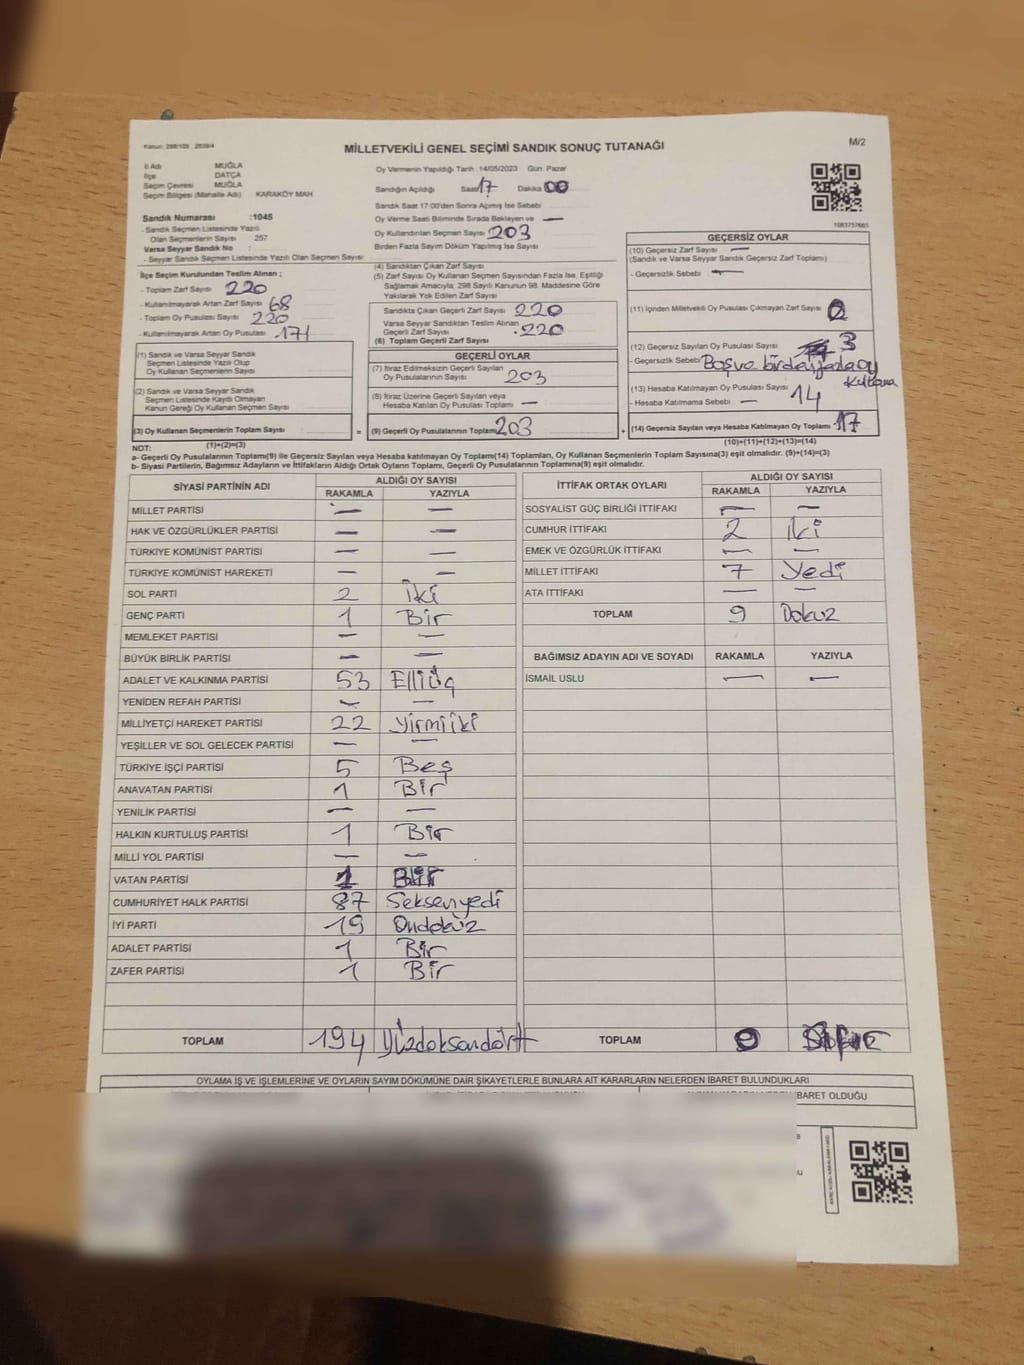 MİLLETVEKİLİ GENEL SEÇİMİ SANDIK SONUÇ TUTANAĞI
M/2
İl Adı MUĞLA
İlçe DATÇA
Seçim Çevresi MUĞLA
Seçim Bölgesi (Mahalle Adı) KARAKÖY MAH
Sandık Numarası :1045
- Sandık Seçmen Listesinde Yazılı
Olan Seçmenlerin Sayısı 257
Varsa Seyyar Sandık No :
- Seyyar Sandık Seçmen Listesinde Yazılı Olan Seçmen Sayısı
İlçe Seçim Kurulundan Teslim Alınan ;
- Toplam Zarf Sayısı 220
- Kullanılmayarak Artan Zarf Sayısı 68
- Toplam Oy Pusulası 220
- Kullanılmayarak Artan Oy Pusulası 171
(1) Sandık ve Varsa Seyyar Sandık
Seçmen Listesinde Yazılı Olup
Oy Kullanan Seçmenlerin Sayısı
(2) Sandık ve Varsa Seyyar Sandık
Seçmen Listesinde Kayıtlı Olmayan
Kanun Gereği Oy Kullanan Seçmen Sayısı
(3) Oy Kullanan Seçmenlerin Toplam Sayısı
(1)+(2)=(3)
Oy Vermenin Yapıldığı Tarih :14/05/2023 Gün: Pazar
Sandığın Açıldığı Saat 17 Dakika 00
Sandık Saat 17:00'den Sonra Açılmış İse Sebebi
Oy Verme Saati Bitiminde Sırada Bekleyen ve —
Oy Kullandırılan Seçmen Sayısı 203
Birden Fazla Sayım Döküm Yapılmış İse Sayısı
(4) Sandıktan Çıkan Zarf Sayısı
(5) Zarf Sayısı Oy Kullanan Seçmen Sayısından Fazla İse, Eşitliği
Sağlamak Amacıyla; 298 Sayılı Kanunun 98. Maddesine Göre
Yakılarak Yok Edilen Zarf Sayısı
Sandıkta Çıkan Geçerli Zarf Sayısı 220
Varsa Seyyar Sandıktan Teslim Alınan
Geçerli Zarf Sayısı 220
(6) Toplam Geçerli Zarf Sayısı
GEÇERLİ OYLAR
(7) İtiraz Edilmeksizin Geçerli Sayılan
Oy Pusulalarının Sayısı 203
(8) İtiraz Üzerine Geçerli Sayılan veya
Hesaba Katılan Oy Pusulası Toplamı —
= (9) Geçerli Oy Pusulalarının Toplamı 203
1083757665
GEÇERSİZ OYLAR
(10) Geçersiz Zarf Sayısı —
(Sandık ve Varsa Seyyar Sandık Geçersiz Zarf Toplamı)
- Geçersizlik Sebebi —
(11) İçinden Milletvekili Oy Pusulası Çıkmayan Zarf Sayısı
(12) Geçersiz Sayılan Oy Pusulası Sayısı 3
- Geçersizlik Sebebi Boş ve birden fazla oy
(13) Hesaba Katılmayan Oy Pusulası Sayısı 14
- Hesaba Katılmama Sebebi —
+ (14) Geçersiz Sayılan veya Hesaba Katılmayan Oy Toplamı 17
(10)+(11)+(12)+(13)=(14)
NOT:
a- Geçerli Oy Pusulalarının Toplamı(9) ile Geçersiz Sayılan veya Hesaba katılmayan Oy Toplamı(14) Toplamları, Oy Kullanan Seçmenlerin Toplam Sayısına(3) eşit olmalıdır. (9)+(14)=(3)
b- Siyasi Partilerin, Bağımsız Adayların ve İttifakların Aldığı Ortak Oyların Toplamı, Geçerli Oy Pusulalarının Toplamına(9) eşit olmalıdır.
SİYASİ PARTİNİN ADI ALDIĞI OY SAYISI
RAKAMLA YAZIYLA
MİLLET PARTİSİ — —
HAK VE ÖZGÜRLÜKLER PARTİSİ — —
TÜRKİYE KOMÜNİST PARTİSİ — —
TÜRKİYE KOMÜNİST HAREKETİ — —
SOL PARTİ 2 İki
GENÇ PARTİ 1 Bir
MEMLEKET PARTİSİ — —
BÜYÜK BİRLİK PARTİSİ — —
ADALET VE KALKINMA PARTİSİ 53 Elliüç
YENİDEN REFAH PARTİSİ — —
MİLLİYETÇİ HAREKET PARTİSİ 22 Yirmiiki
YEŞİLLER VE SOL GELECEK PARTİSİ — —
TÜRKİYE İŞÇİ PARTİSİ 5 Beş
ANAVATAN PARTİSİ 1 Bir
YENİLİK PARTİSİ — —
HALKIN KURTULUŞ PARTİSİ 1 Bir
MİLLİ YOL PARTİSİ — —
VATAN PARTİSİ 1 Bir
CUMHURİYET HALK PARTİSİ 87 Seksenyedi
İYİ PARTİ 19 Ondokuz
ADALET PARTİSİ 1 Bir
ZAFER PARTİSİ 1 Bir
TOPLAM 194 Yüzdoksandört
İTTİFAK ORTAK OYLARI ALDIĞI OY SAYISI
RAKAMLA YAZIYLA
SOSYALİST GÜÇ BİRLİĞİ İTTİFAKI — —
CUMHUR İTTİFAKI 2 İki
EMEK VE ÖZGÜRLÜK İTTİFAKI — —
MİLLET İTTİFAKI 7 Yedi
ATA İTTİFAKI — —
TOPLAM 9 Dokuz
BAĞIMSIZ ADAYIN ADI VE SOYADI RAKAMLA YAZIYLA
İSMAİL USLU — —
TOPLAM
OYLAMA İŞ VE İŞLEMLERİNE VE OYLARIN SAYIM DÖKÜMÜNE DAİR ŞİKAYETLERLE BUNLARA AİT KARARLARIN NELERDEN İBARET BULUNDUKLARI
İBARET OLDUĞU